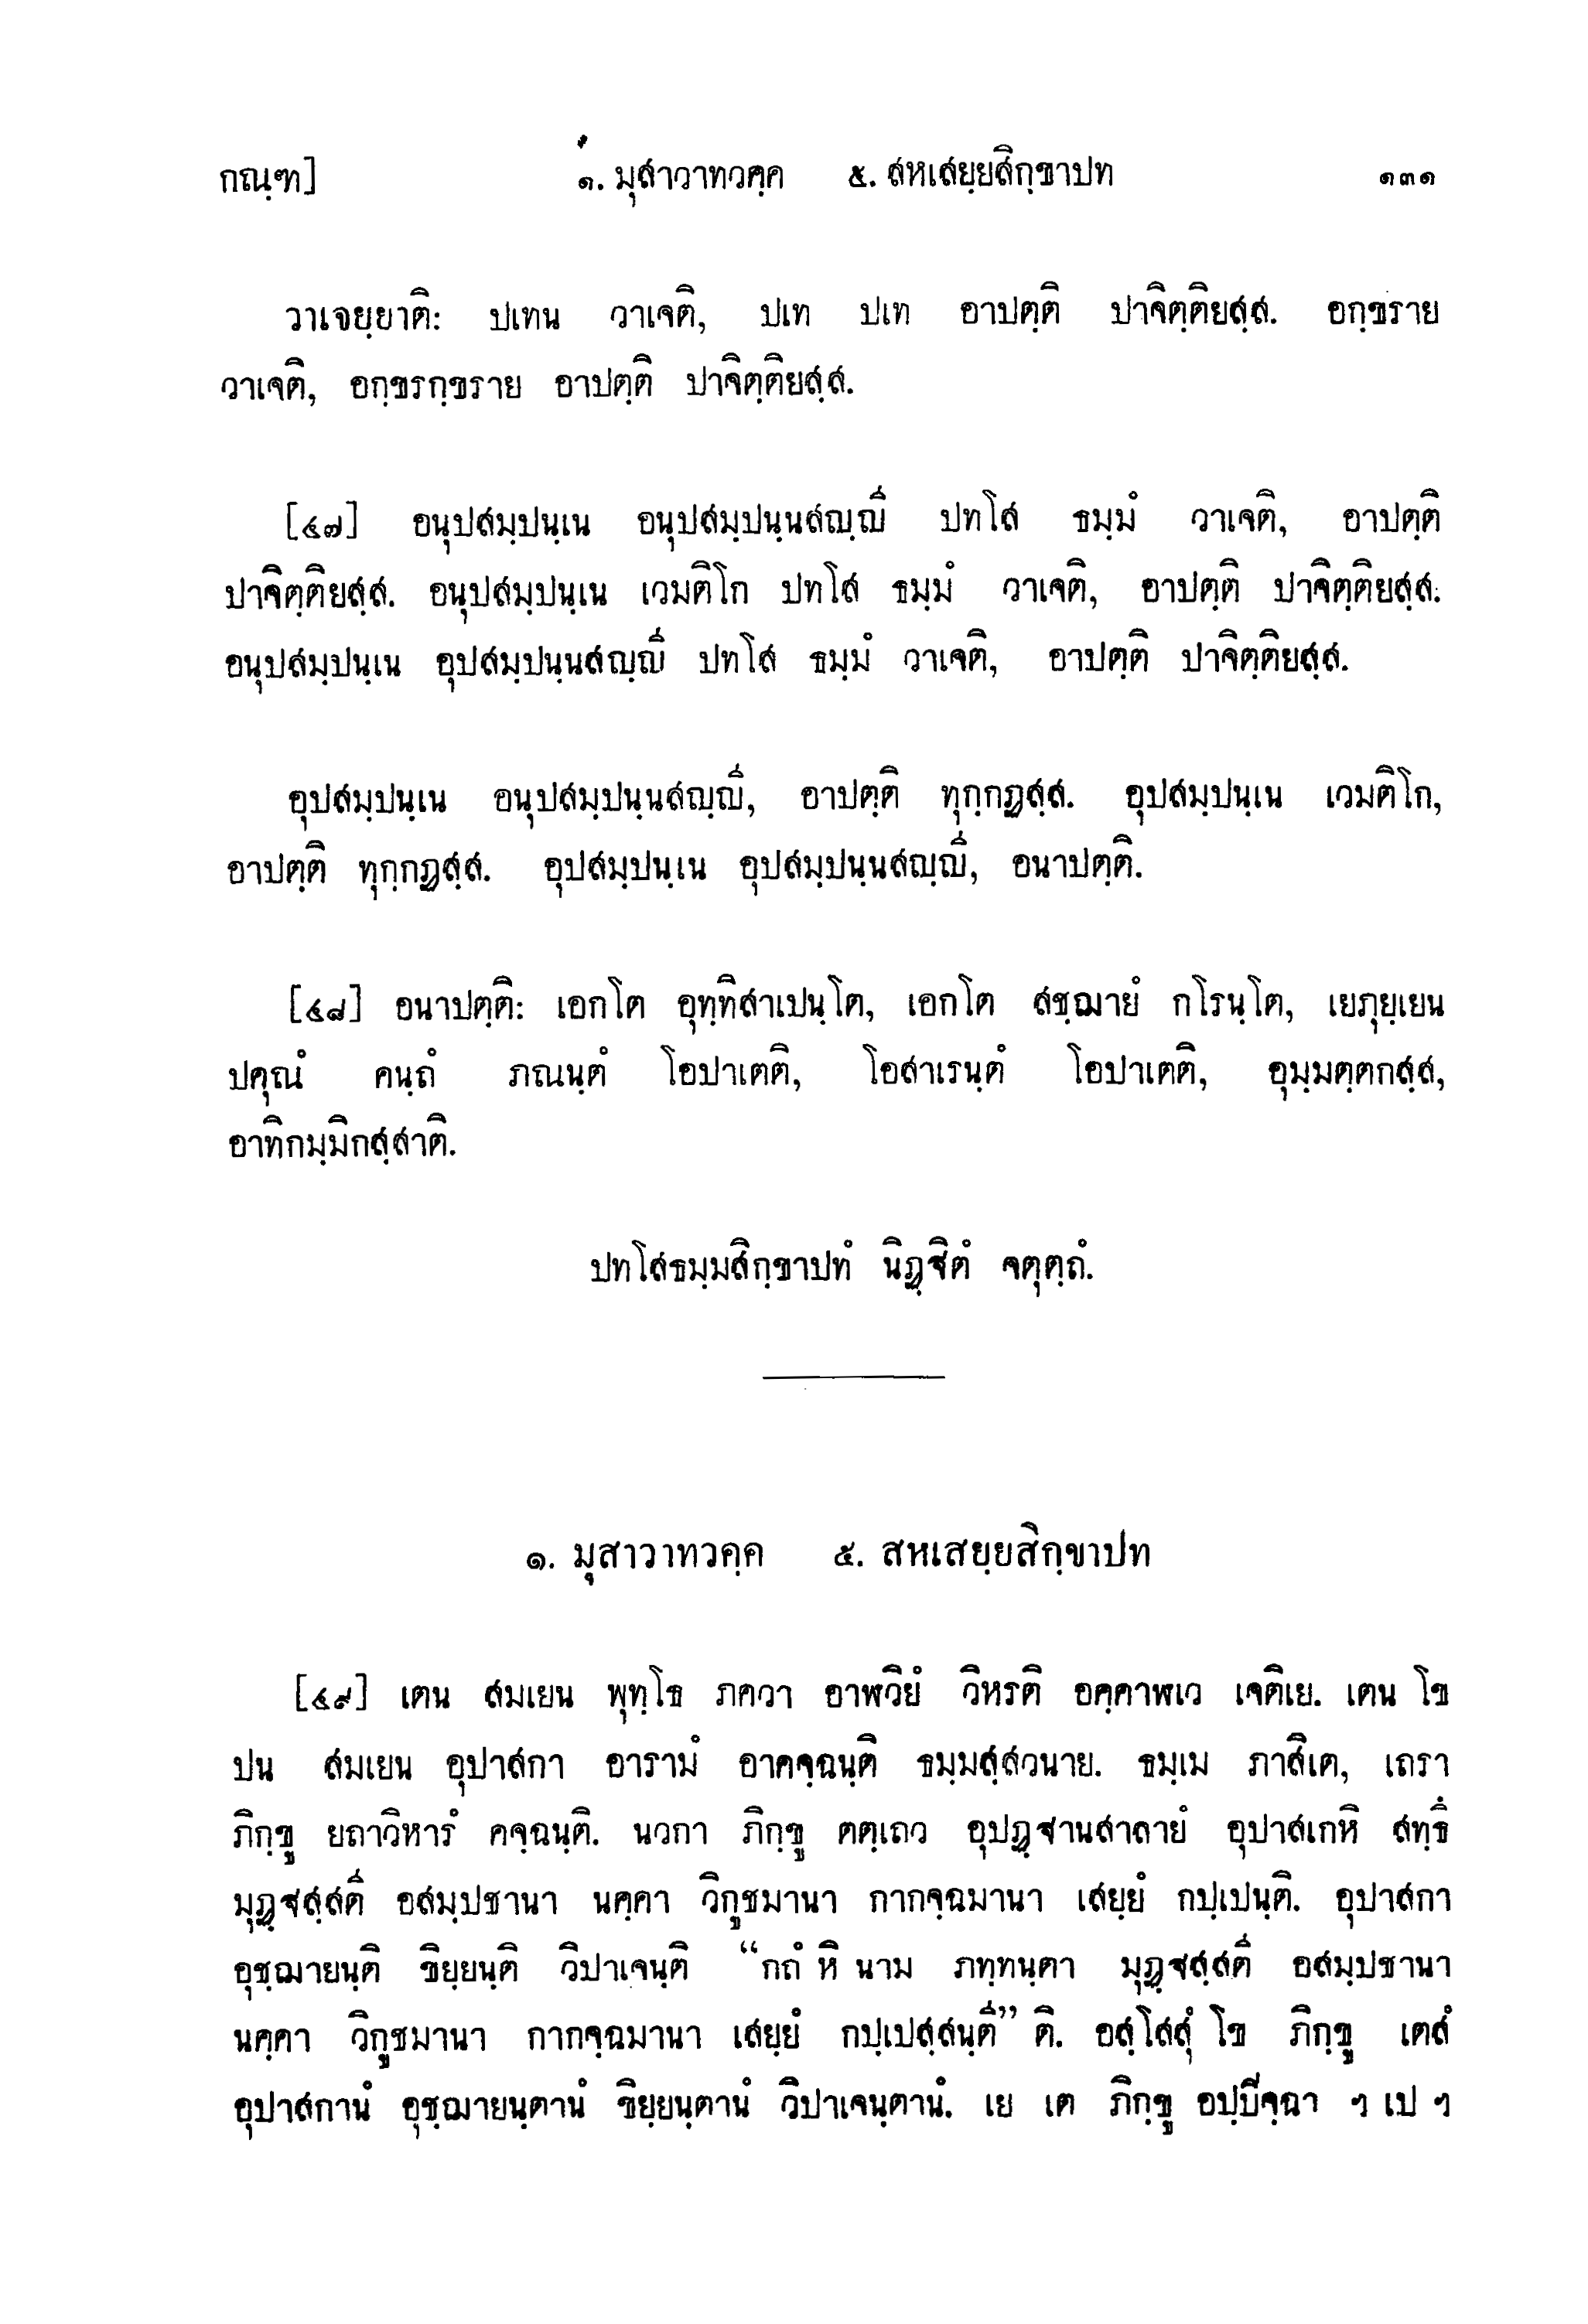 กณฺฑ] ๑. มุสาวาทวคฺค ๕. สหเสยฺยสิกฺขาปท ๑๓๑
วาเจยฺยาติ: ปเทน วาเจติ, ปเท ปเท อาปตฺติ ปาจิตฺติยสฺส. อกฺขราย
วาเจติ, อกฺขรกฺขราย อาปตฺติ ปาจิตฺติยสฺส.
[๔๗] อนุปสมฺปนฺเน อนุปสมฺปนฺนสญฺญี ปทโส ธมฺมํ วาเจติ, อาปตฺติ
ปาจิตฺติยสฺส. อนุปสมฺปนฺเน เวมติโก ปทโส ธมฺมํ วาเจติ, อาปตฺติ ปาจิตฺติยสฺส.
อนุปสมฺปนฺเน อุปสมฺปนฺนสญฺญี ปทโส ธมฺมํ วาเจติ, อาปตฺติ ปาจิตฺติยสฺส.
อุปสมฺปนฺเน อนุปสมฺปนฺนสญฺญี, อาปตฺติ ทุกฺกฏสฺส. อุปสมฺปนฺเน เวมติโก,
อาปตฺติ ทุกฺกฏสฺส. อุปสมฺปนฺเน อุปสมฺปนฺนสญฺญี, อนาปตฺติ.
[๔๘] อนาปตฺติ: เอกโต อุทฺทิสาเปนฺโต, เอกโต สชฺฌายํ กโรนฺโต, เยภุยฺเยน
ปคุณํ คนฺถํ ภณนฺตํ โอปาเตติ, โอสาเรนฺตํ โอปาเตติ, อุมฺมตฺตกสฺส,
อาทิกมฺมิกสฺสาติ.
ปทโสธมฺมสิกฺขาปทํ นิฏฺฐิตํ จตุตฺถํ.
๑. มุสาวาทวคฺค ๕. สหเสยฺยสิกฺขาปท
[๔๙] เตน สมเยน พุทฺโธ ภควา อาฬวิยํ วิหรติ อคฺคาฬเว เจติเย. เตน โข
ปน สมเยน อุปาสกา อารามํ อาคจฺฉนฺติ ธมฺมสฺสวนาย. ธมฺเม ภาสิเต, เถรา
ภิกฺขู ยถาวิหารํ คจฺฉนฺติ. นวกา ภิกฺขู ตตฺเถว อุปฏฺฐานสาลายํ อุปาสเกหิ สทฺธึ
มุฏฺฐสฺสตี อสมฺปชานา นคฺคา วิกูชมานา กากจฺฉมานา เสยฺยํ กปฺเปนฺติ. อุปาสกา
อุชฺฌายนฺติ ขิยฺยนฺติ วิปาเจนฺติ “กถํ หิ นาม ภทฺทนฺตา มุฏฺฐสฺสตี อสมฺปชานา
นคฺคา วิกูชมานา กากจฺฉมานา เสยฺยํ กปฺเปสฺสนฺตี” ติ. อสฺโสสุํ โข ภิกฺขู เตสํ
อุปาสกานํ อุชฺฌายนฺตานํ ขิยฺยนฺตานํ วิปาเจนฺตานํ. เย เต ภิกฺขู อปฺปิจฺฉา ฯ เป ฯ